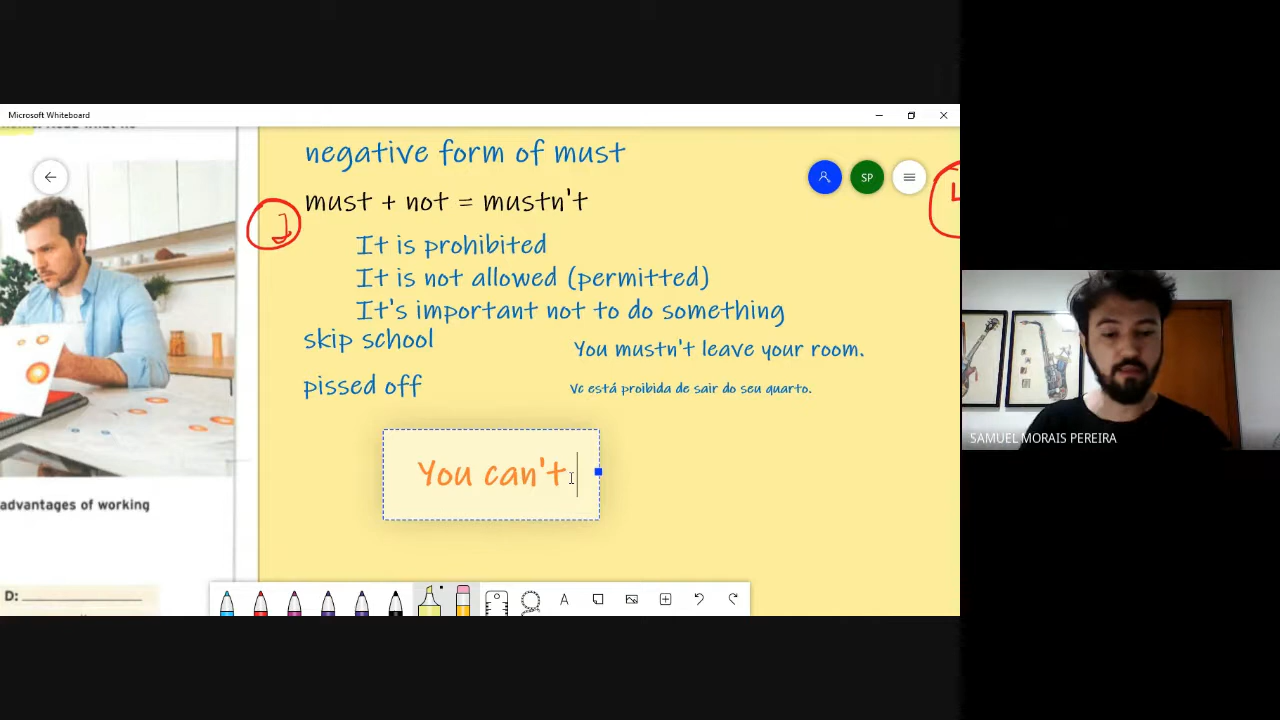 Microsoft Whiteboard
negative form of must
SP
must + not = mustn't
It is prohibited
It is not allowed (permitted)
It's important not to do something
skip school
You mustn't leave your room.
pissed off
Vc está proibida de sair do seu quarto.
SAMUEL MORAIS PEREIRA
You can't
advantages of working
D:
A